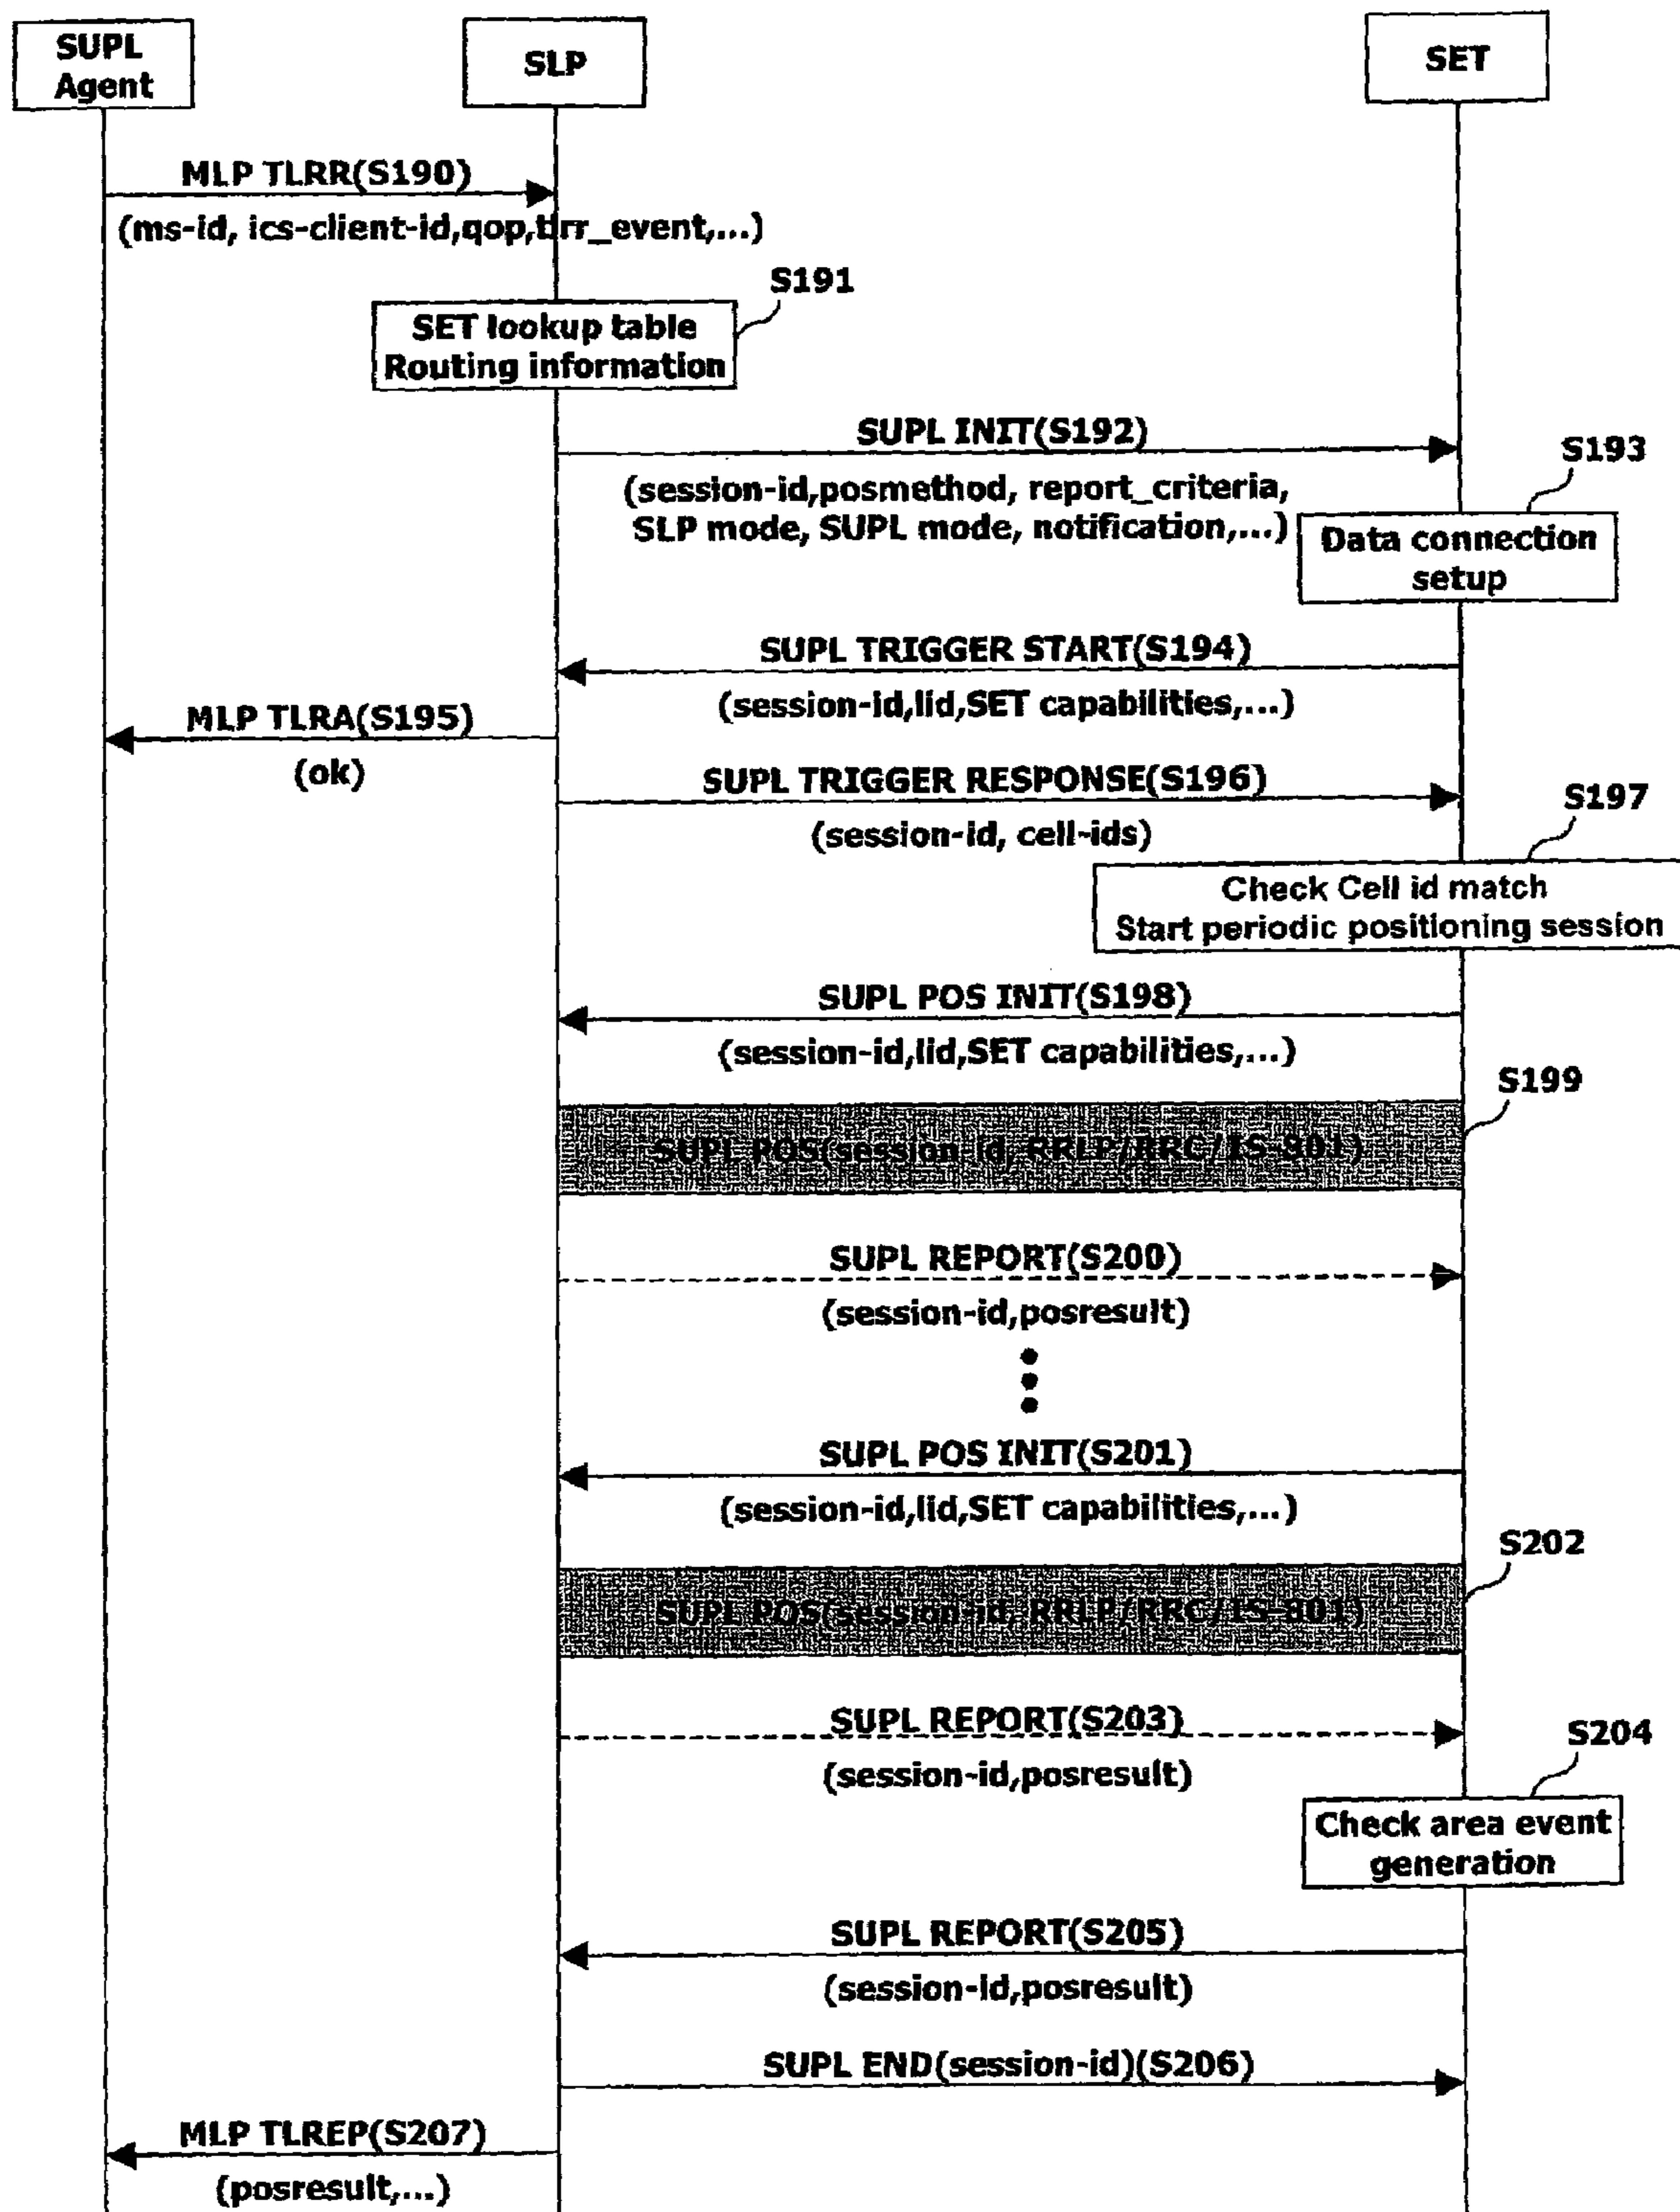 SUPL
Agent
SLP
SET
MLP TLRR(S190)
(ms-id, ics-client-id,qop,tlrr_event,...)
S191
SET lookup table
Routing information
SUPL INIT(S192)
(session-id,posmethod, report_criteria,
SLP mode, SUPL mode, notification,...)
S193
Data connection
setup
SUPL TRIGGER START(S194)
(session-id,lid,SET capabilities,...)
MLP TLRA(S195)
(ok)
SUPL TRIGGER RESPONSE(S196)
(session-id, cell-ids)
S197
Check Cell id match
Start periodic positioning session
SUPL POS INIT(S198)
(session-id,lid,SET capabilities,...)
S199
SUPL POS(session-id, RRLP/RRC/IS-801)
SUPL REPORT(S200)
(session-id,posresult)
SUPL POS INIT(S201)
(session-id,lid,SET capabilities,...)
S202
SUPL POS(session-id, RRLP/RRC/IS-801)
SUPL REPORT(S203)
(session-id,posresult)
S204
Check area event
generation
SUPL REPORT(S205)
(session-id,posresult)
SUPL END(session-id)(S206)
MLP TLREP(S207)
(posresult,...)